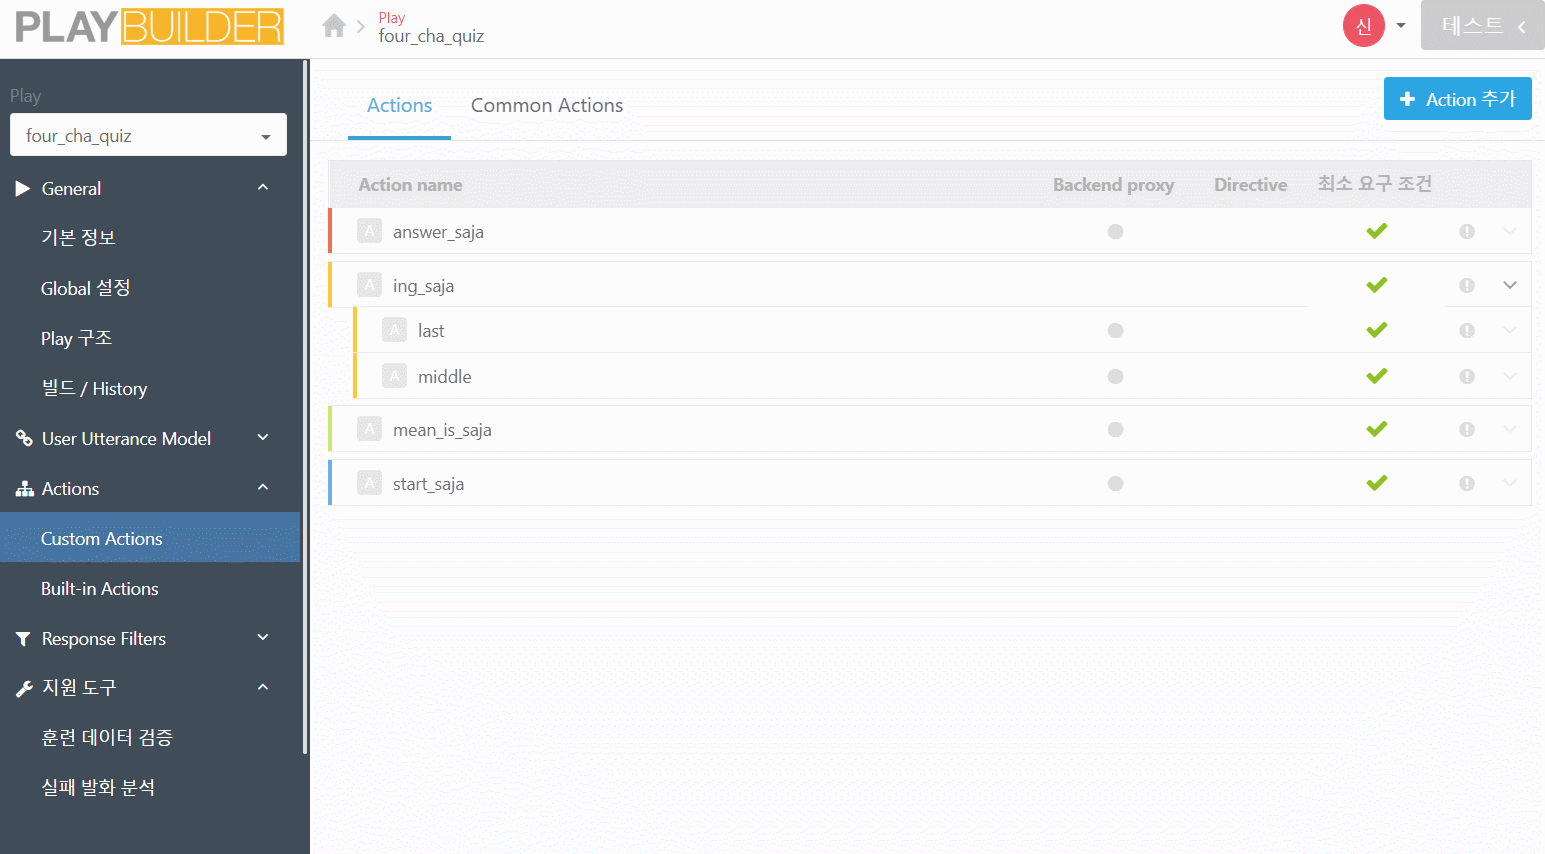 PLAYBUILDER
Play
four_cha_quiz
신
테스트
Play
four_cha_quiz
General
기본 정보
Global 설정
Play 구조
빌드 / History
User Utterance Model
Actions
Custom Actions
Built-in Actions
Response Filters
지원 도구
훈련 데이터 검증
실패 발화 분석
Actions Common Actions
Action 추가
Action name Backend proxy Directive 최소 요구 조건
A answer_saja
A ing_saja
A last
A middle
A mean_is_saja
A start_saja